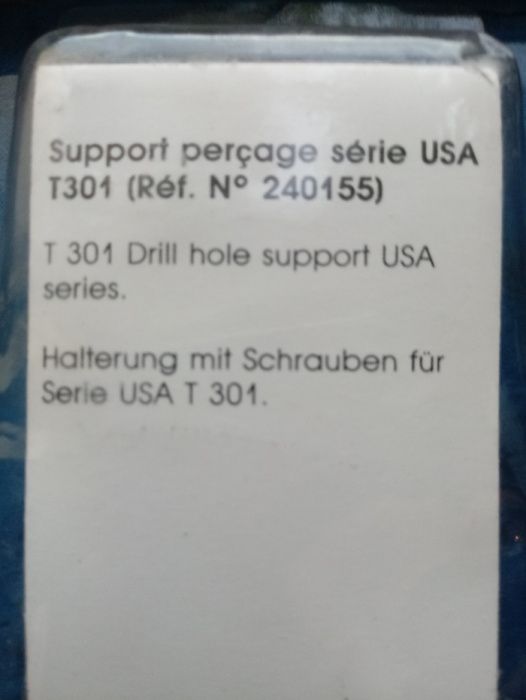 Support perçage série USA
T301 (Réf. N° 240155)
T 301 Drill hole support USA
series.
Halterung mit Schrauben für
Serie USA T 301.